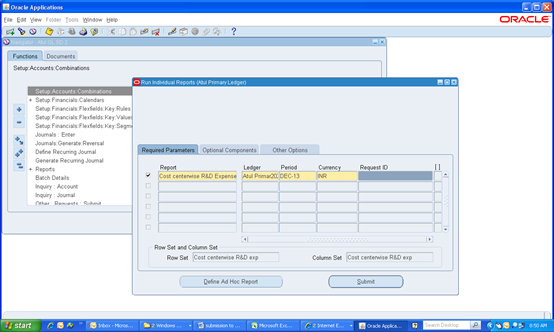 Oracle Applications
File Edit View Folder Tools Window Help
ORACLE
Functions Documents
Setup:Accounts:Combinations
Setup:Accounts:Combinations
+ Setup:Financials:Calendars
Setup:Financials:Flexfields:Key:Rules
Setup:Financials:Flexfields:Key:Values
Setup:Financials:Flexfields:Key:Segm
Journals : Enter
Journals:Generate:Reversal
Define Recurring Journal
Generate Recurring Journal
+ Reports
Batch Details
Inquiry : Account
Inquiry : Journal
Other : Requests : Submit
Run Individual Reports (Atul Primary Ledger)
Required Parameters Optional Components Other Options
Report Ledger Period Currency Request ID [ ]
Cost centerwise R&D Expense Atul Primar202 DEC-13 INR
Row Set and Column Set
Row Set Cost centerwise R&D exp Column Set Cost centerwise R&D exp
Define Ad Hoc Report Submit
start Inbox - Micros... 2 Windows ... submission to ... Microsoft Exc... 2 Internet E... Oracle Applicat... Search Desktop 8:50 AM